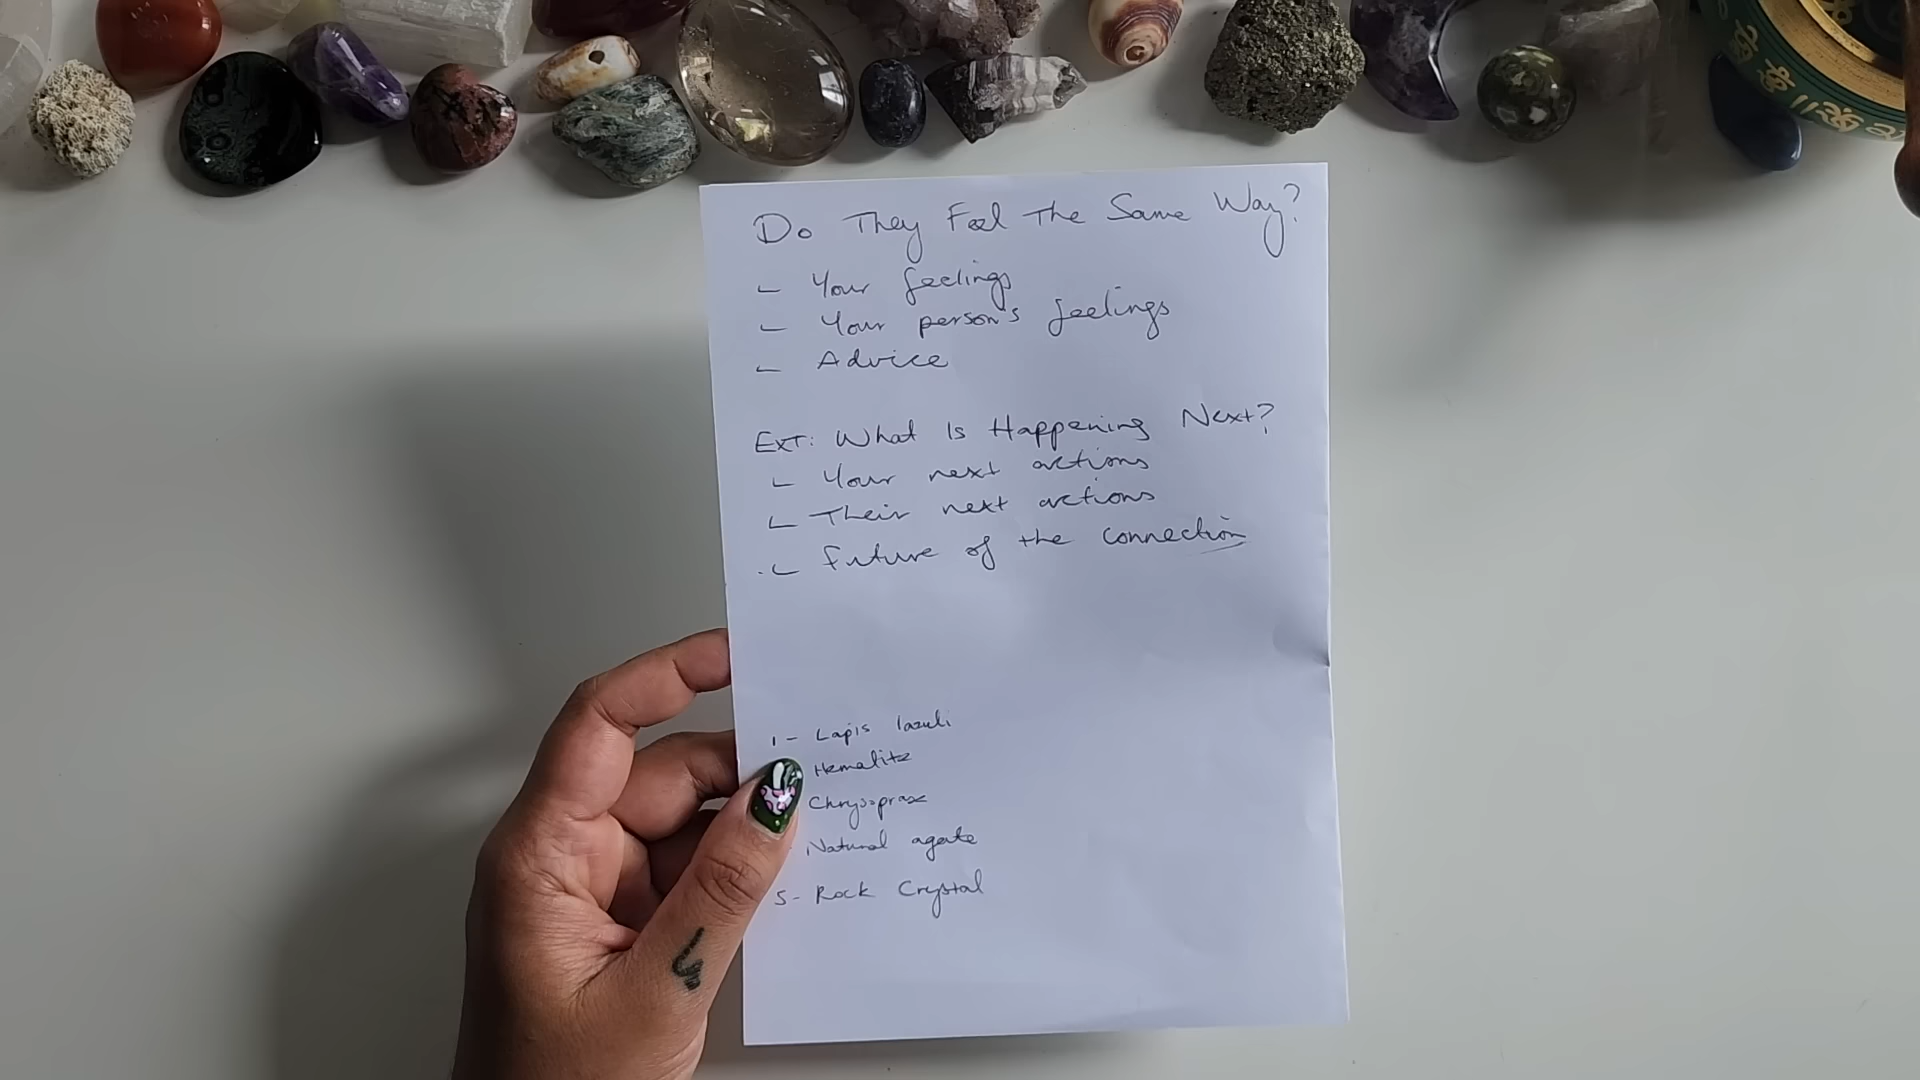 Do They Feel The Same Way?
Your feelings
Your person's feelings
Advice
Ext: What Is Happening Next?
Your next actions
Their next actions
Future of the connection
1- Lapis lazuli
Hematite
Chrysoprase
Natural agate
5- Rock Crystal